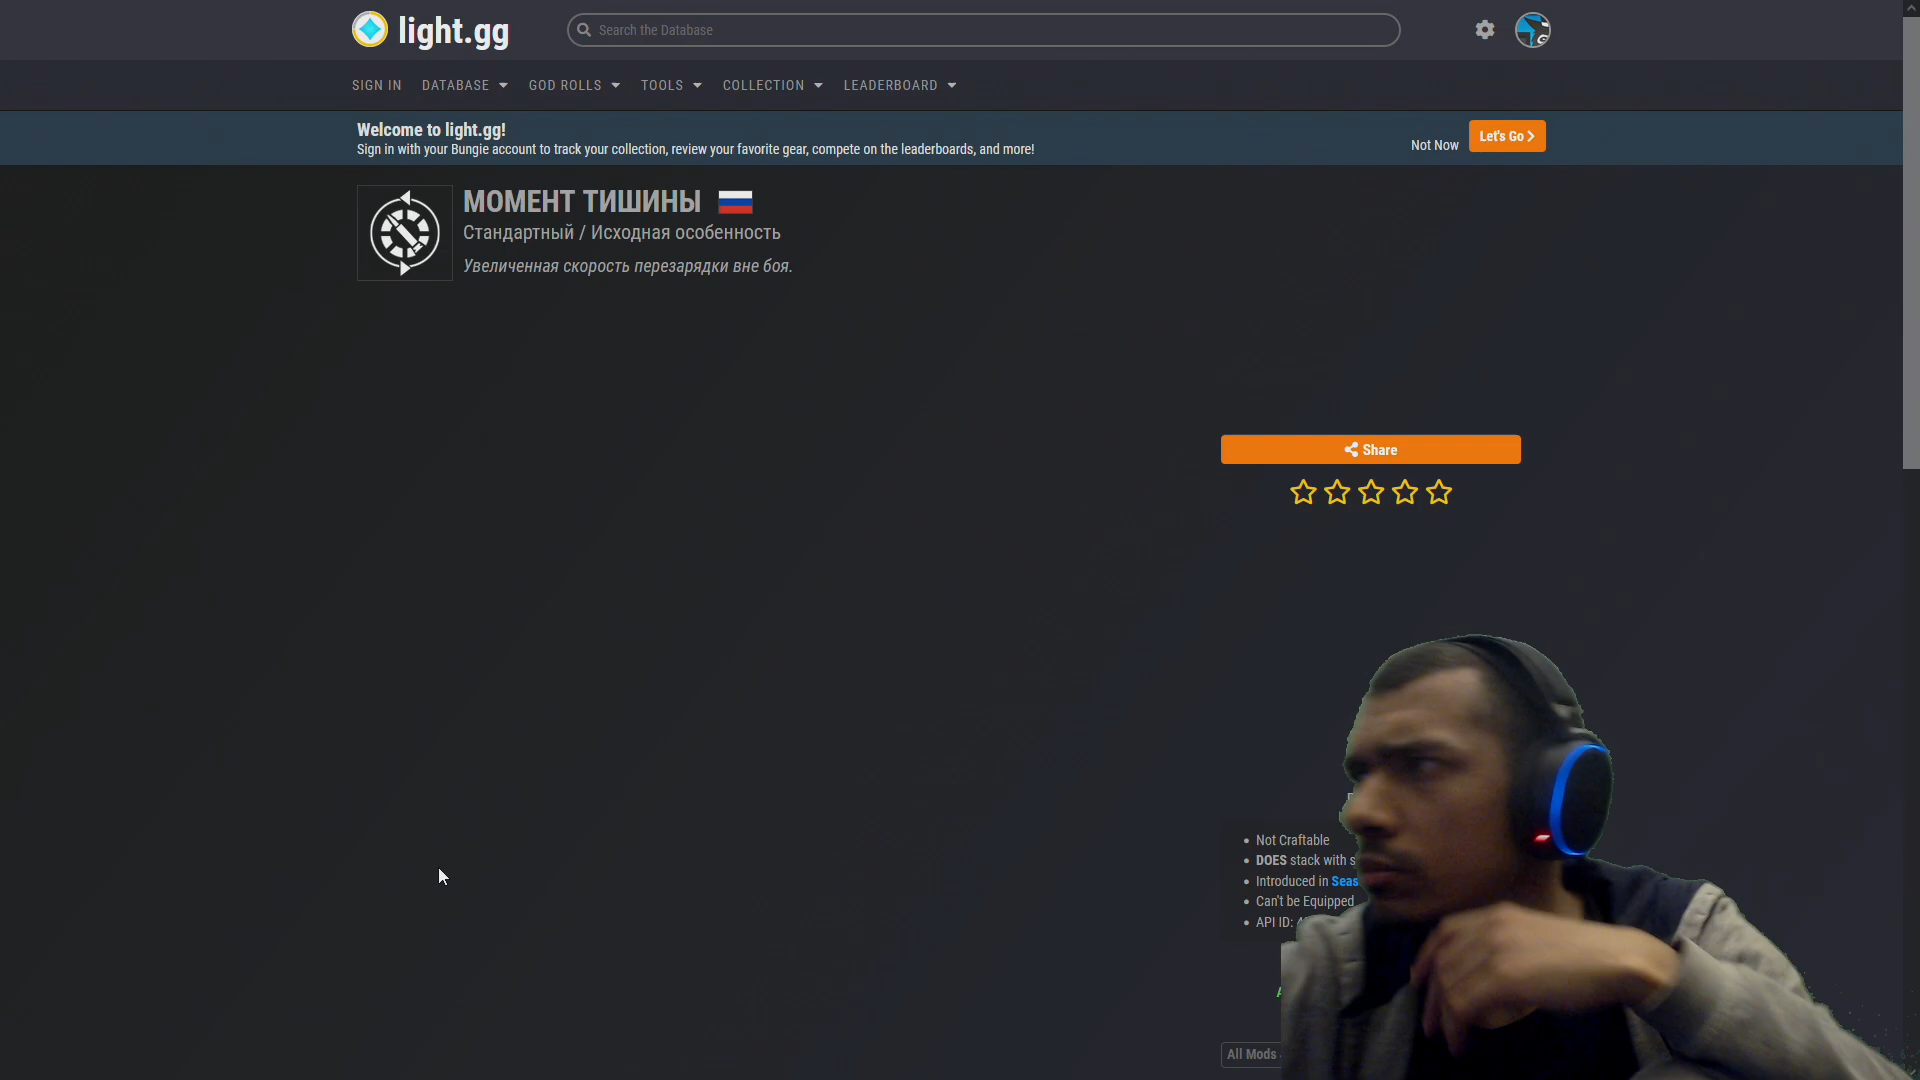 light.gg
Search the Database
SIGN IN DATABASE GOD ROLLS TOOLS COLLECTION LEADERBOARD
Welcome to light.gg!
Sign in with your Bungie account to track your collection, review your favorite gear, compete on the leaderboards, and more!
Not Now
Let's Go
МОМЕНТ ТИШИНЫ
Стандартный / Исходная особенность
Увеличенная скорость перезарядки вне боя.
Share
Not Craftable
DOES stack with
Introduced in
Can't be Equipped
API ID:
All Mods